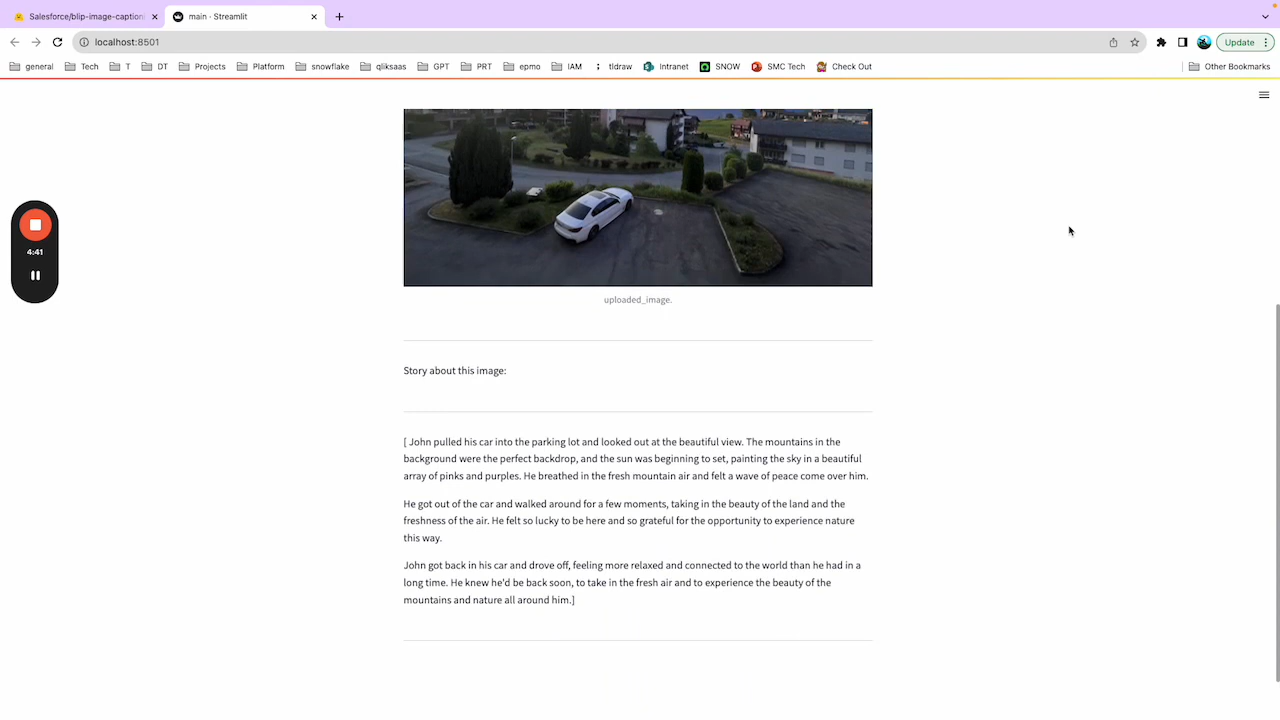 Salesforce/blip-image-caption
main · Streamlit
localhost:8501
Update
general
Tech
T
DT
Projects
Platform
snowflake
qliksaas
GPT
PRT
epmo
IAM
tldraw
Intranet
SNOW
SMC Tech
Check Out
Other Bookmarks
4:41
uploaded_image.
Story about this image:
[ John pulled his car into the parking lot and looked out at the beautiful view. The mountains in the
background were the perfect backdrop, and the sun was beginning to set, painting the sky in a beautiful
array of pinks and purples. He breathed in the fresh mountain air and felt a wave of peace come over him.
He got out of the car and walked around for a few moments, taking in the beauty of the land and the
freshness of the air. He felt so lucky to be here and so grateful for the opportunity to experience nature
this way.
John got back in his car and drove off, feeling more relaxed and connected to the world than he had in a
long time. He knew he'd be back soon, to take in the fresh air and to experience the beauty of the
mountains and nature all around him.]